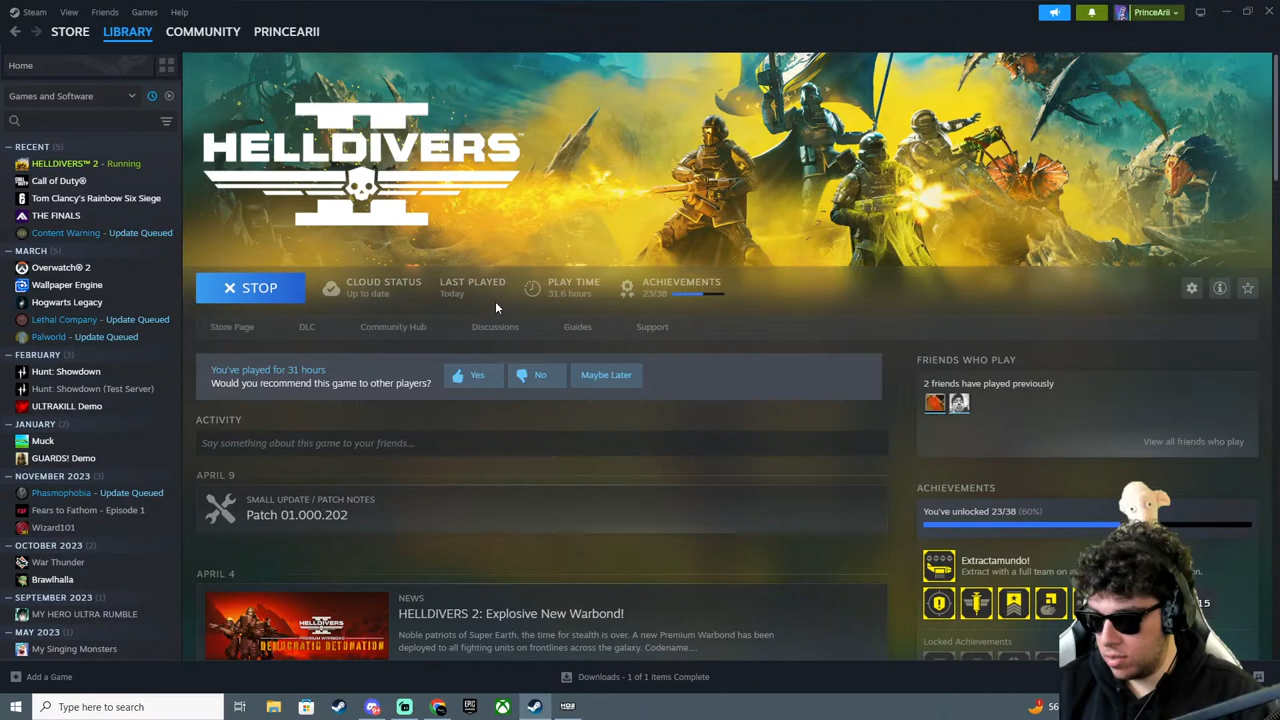 Steam View Friends Games Help
PrinceArii
STORE LIBRARY COMMUNITY PRINCEARII
Home
Games and Software
RECENT (5)
HELLDIVERS™ 2 - Running
Call of Duty®
Tom Clancy's Rainbow Six Siege
THE FINALS
Content Warning - Update Queued
MARCH (5)
Overwatch® 2
Wallpaper Engine
Hogwarts Legacy
Lethal Company - Update Queued
Palworld - Update Queued
FEBRUARY (3)
Hunt: Showdown
Hunt: Showdown (Test Server)
ULTRAKILL Demo
JANUARY (2)
Muck
GUARDS! Demo
NOVEMBER 2023 (3)
Phasmophobia - Update Queued
Fears to Fathom - Episode 1
Wizard101
OCTOBER 2023 (2)
War Thunder
Brawlhalla
SEPTEMBER 2023 (1)
MY HERO ULTRA RUMBLE
MAY 2023 (1)
My Singing Monsters
Add a Game
II
HELLDIVERS™
STOP
CLOUD STATUS
Up to date
LAST PLAYED
Today
PLAY TIME
31.6 hours
ACHIEVEMENTS
23/38
Store Page DLC Community Hub Discussions Guides Support
You've played for 31 hours
Would you recommend this game to other players?
Yes No Maybe Later
ACTIVITY
Say something about this game to your friends...
APRIL 9
SMALL UPDATE / PATCH NOTES
Patch 01.000.202
APRIL 4
HELLDIVERS
DEMOCRATIC DETONATION
NEWS
HELLDIVERS 2: Explosive New Warbond!
Noble patriots of Super Earth, the time for stealth is over. A new Premium Warbond has been
deployed to all fighting units on frontlines across the galaxy. Codename....
FRIENDS WHO PLAY
2 friends have played previously
View all friends who play
ACHIEVEMENTS
You've unlocked 23/38 (60%)
Extractamundo!
Extract with a full team on a
15
Locked Achievements
Downloads - 1 of 1 Items Complete
Type here to search
EPIC
56